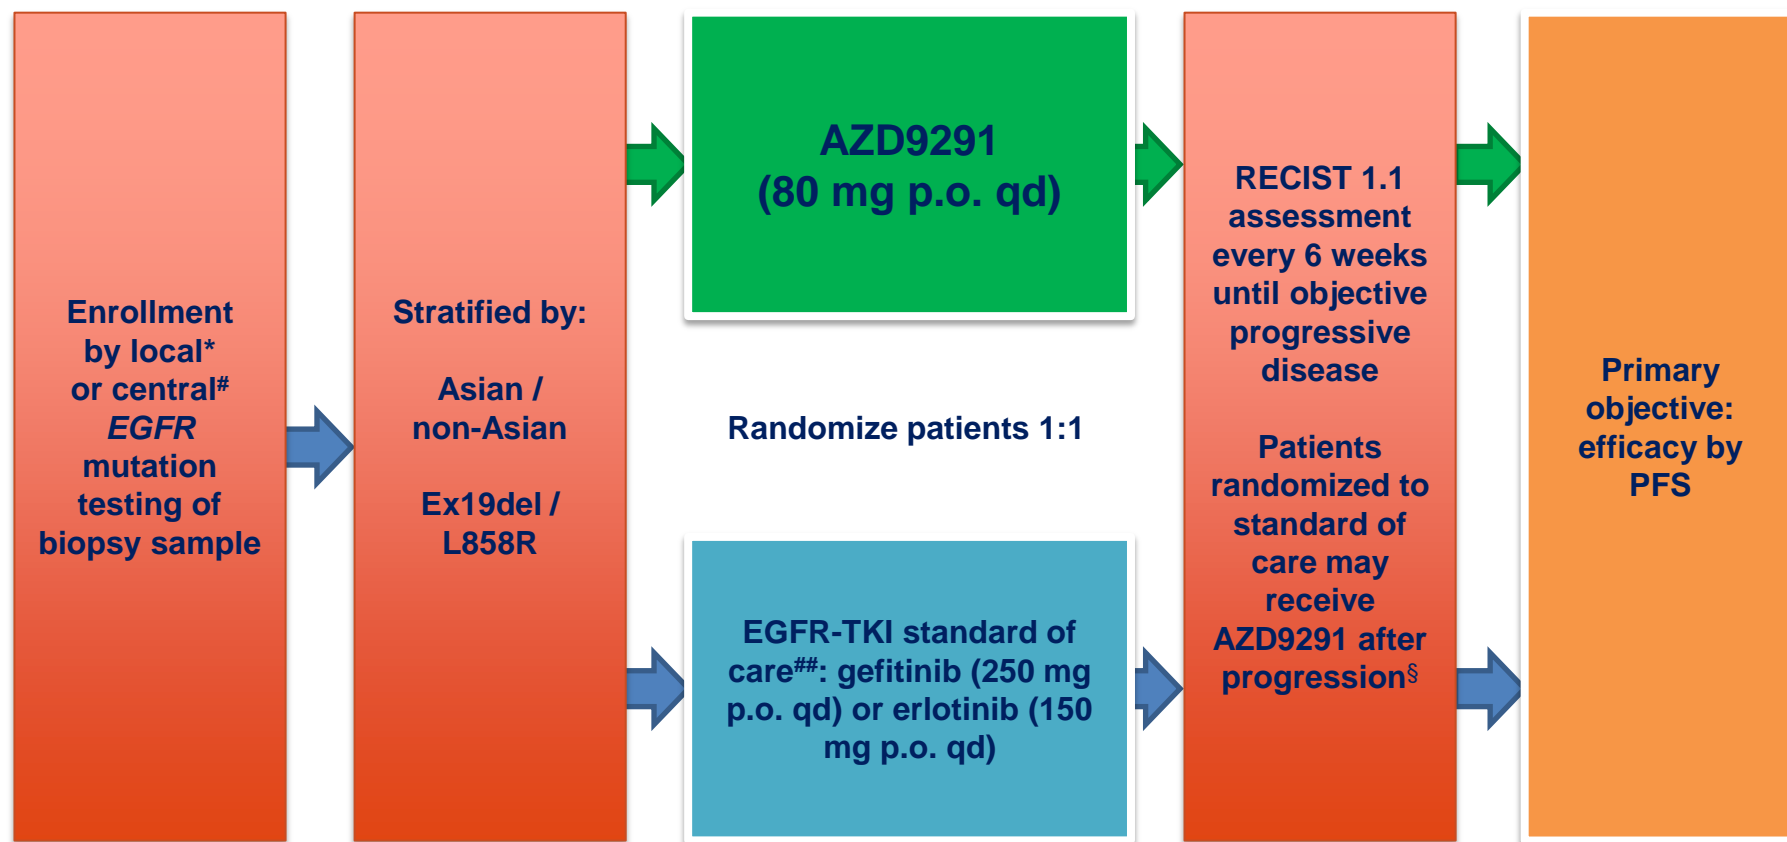 Enrollment
by local*
or central#
EGFR
mutation
testing of
biopsy sample
Stratified by:
Asian /
non-Asian
Ex19del /
L858R
AZD9291
(80 mg p.o. qd)
Randomize patients 1:1
EGFR-TKI standard of
care##: gefitinib (250 mg
p.o. qd) or erlotinib (150
mg p.o. qd)
RECIST 1.1
assessment
every 6 weeks
until objective
progressive
disease
Patients
randomized to
standard of
care may
receive
AZD9291 after
progression§
Primary
objective:
efficacy by
PFS